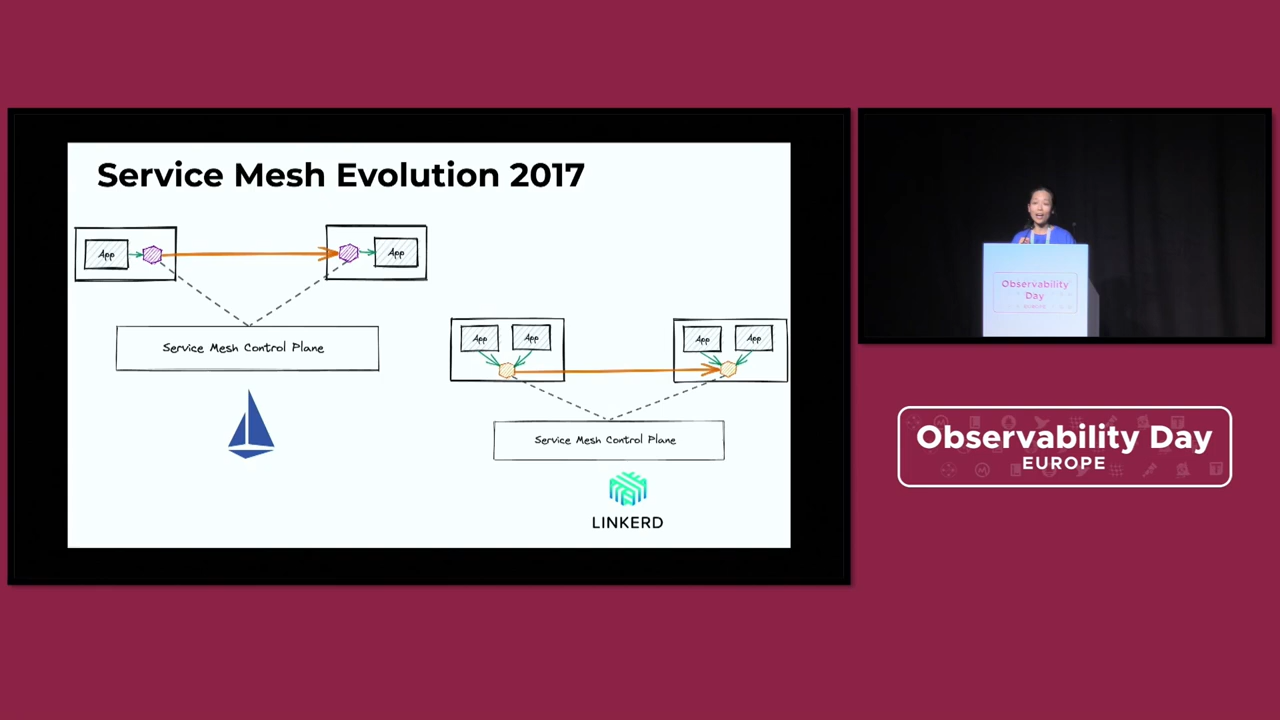 Service Mesh Evolution 2017
App
App
Service Mesh Control Plane
App
App
App
App
Service Mesh Control Plane
LINKERD
Observability
Day
EUROPE
Observability Day
EUROPE